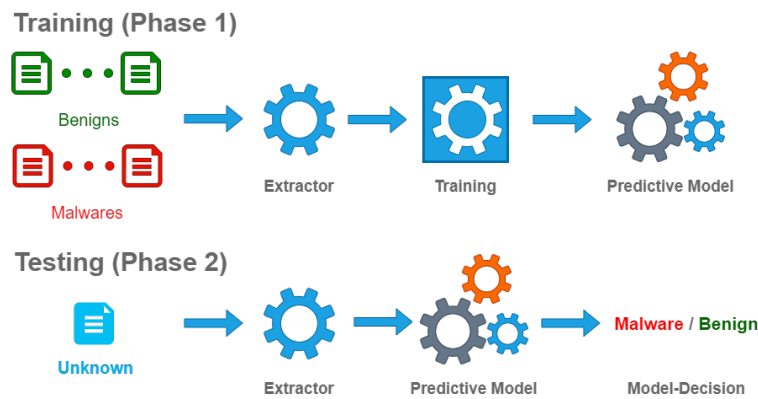 Training (Phase 1)
Benigns
Malwares
Extractor
Training
Predictive Model
Testing (Phase 2)
Unknown
Extractor
Predictive Model
Malware / Benign
Model-Decision